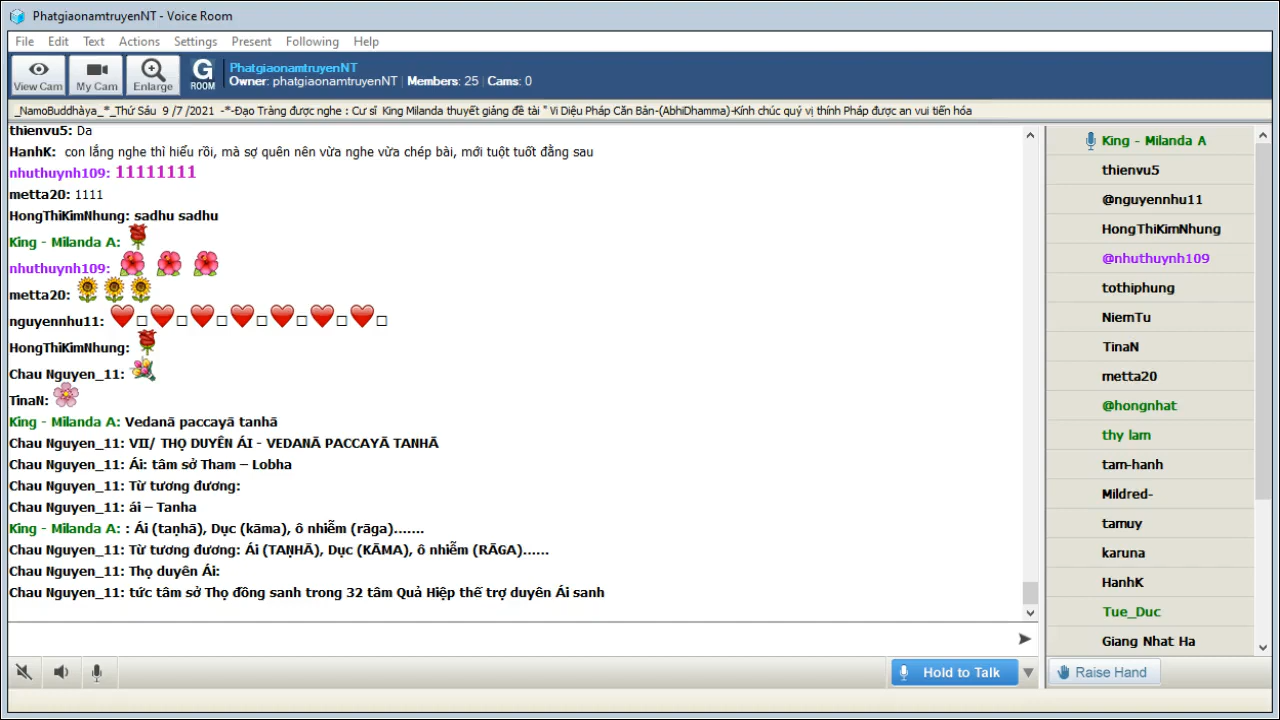 PhatgiaonamtruyenNT - Voice Room
File Edit Text Actions Settings Present Following Help
View Cam
My Cam
Enlarge
G
ROOM
PhatgiaonamtruyenNT
Owner: phatgiaonamtruyenNT | Members: 25 | Cams: 0
_NamoBuddhàya_*_Thứ Sáu 9 /7 /2021 -*-Đạo Tràng được nghe : Cư sĩ King Milanda thuyết giảng đề tài " Vi Diệu Pháp Căn Bản-(AbhiDhamma)-Kính chúc quý vị thính Pháp được an vui tiến hóa
thienvu5: Da
HanhK: con lắng nghe thì hiểu rồi, mà sợ quên nên vừa nghe vừa chép bài, mới tuột tuốt đằng sau
nhuthuynh109: 11111111
metta20: 1111
HongThiKimNhung: sadhu sadhu
King - Milanda A:
nhuthuynh109:
metta20:
nguyennhu11:
HongThiKimNhung:
Chau Nguyen_11:
TinaN:
King - Milanda A: Vedanā paccayā tanhā
Chau Nguyen_11: VII/ THỌ DUYÊN ÁI - VEDANĀ PACCAYĀ TANHĀ
Chau Nguyen_11: Ái: tâm sở Tham – Lobha
Chau Nguyen_11: Từ tương đương:
Chau Nguyen_11: ái – Tanha
King - Milanda A: : Ái (taṇhā), Dục (kāma), ô nhiễm (rāga).......
Chau Nguyen_11: Từ tương đương: Ái (TAṆHĀ), Dục (KĀMA), ô nhiễm (RĀGA)......
Chau Nguyen_11: Thọ duyên Ái:
Chau Nguyen_11: tức tâm sở Thọ đồng sanh trong 32 tâm Quả Hiệp thế trợ duyên Ái sanh
King - Milanda A
thienvu5
@nguyennhu11
HongThiKimNhung
@nhuthuynh109
tothiphung
NiemTu
TinaN
metta20
@hongnhat
thy lam
tam-hanh
Mildred-
tamuy
karuna
HanhK
Tue_Duc
Giang Nhat Ha
Hold to Talk
Raise Hand